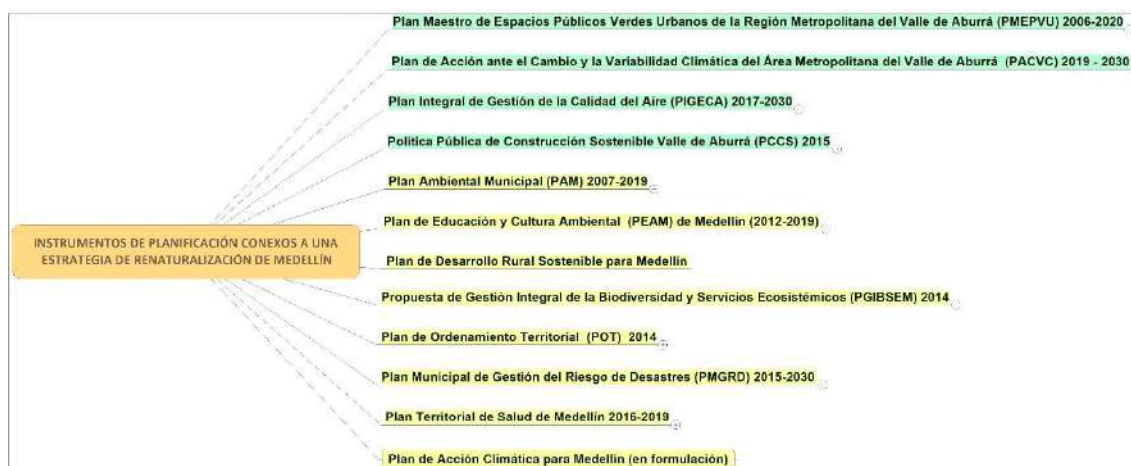 Plan Maestro de Espacios Públicos Verdes Urbanos de la Región Metropolitana del Valle de Aburrá (PMEPVU) 2006-2020
Plan de Acción ante el Cambio y la Variabilidad Climática del Área Metropolitana del Valle de Aburrá (PACVC) 2019 - 2030
Plan Integral de Gestión de la Calidad del Aire (PIGECA) 2017-2030
Política Pública de Construcción Sostenible Valle de Aburrá (PCCS) 2015
Plan Ambiental Municipal (PAM) 2007-2019
Plan de Educación y Cultura Ambiental (PEAM) de Medellín (2012-2019)
INSTRUMENTOS DE PLANIFICACIÓN CONEXOS A UNA
ESTRATEGIA DE RENATURALIZACIÓN DE MEDELLÍN
Plan de Desarrollo Rural Sostenible para Medellín
Propuesta de Gestión Integral de la Biodiversidad y Servicios Ecosistémicos (PGIBSEM) 2014
Plan de Ordenamiento Territorial (POT) 2014
Plan Municipal de Gestión del Riesgo de Desastres (PMGRD) 2015-2030
Plan Territorial de Salud de Medellín 2016-2019
Plan de Acción Climática para Medellín (en formulación)